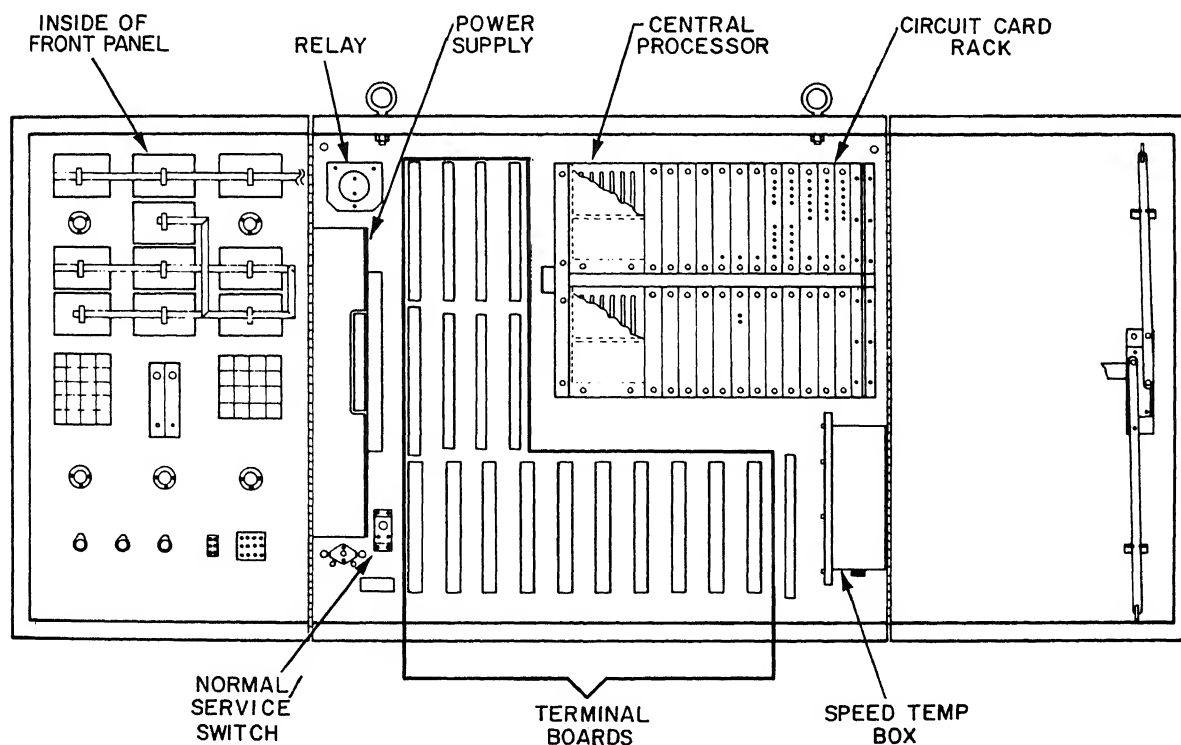 INSIDE OF
FRONT PANEL
RELAY
POWER
SUPPLY
CENTRAL
PROCESSOR
CIRCUIT CARD
RACK
NORMAL
SERVICE
SWITCH
TERMINAL
BOARDS
SPEED TEMP
BOX